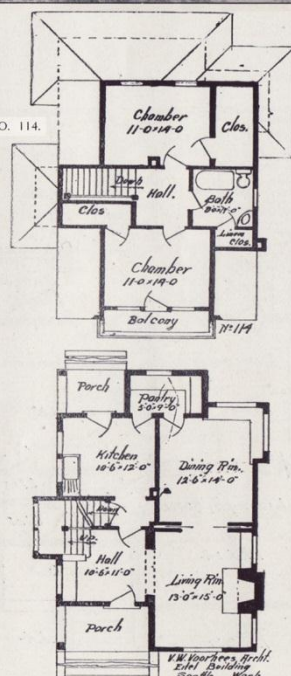 O. 114.
Chamber
11-0 x 14-0
Clos.
Down
Hall.
Bath
Clos
Linen
Clos.
Chamber
11-0 x 14-0
Balcony
No 114
Porch
Pantry
5'-0" x 9'-0"
Kitchen
10'-6" x 12'-0"
Dining R'm.
12'-6" x 14'-0"
Down
UP.
Hall
10'-6" x 11'-0"
Living R'm
13'-0" x 15'-0"
Porch
V.W. Voorhees Archt.
Eitel Building
Seattle Wash